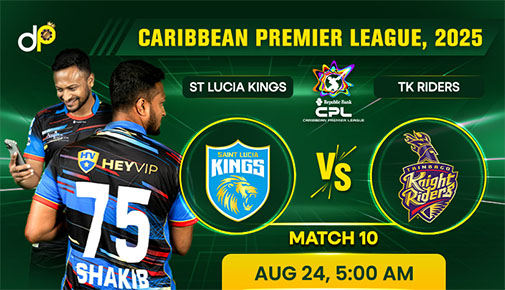 dp
CARIBBEAN PREMIER LEAGUE, 2025
ST LUCIA KINGS
Republic Bank
CPL
CARIBBEAN PREMIER LEAGUE
TK RIDERS
HV HEYVIP
75
SHAKIB
SAINT LUCIA
KINGS
VS
TRINBAGO
Knight
Riders
MATCH 10
AUG 24, 5:00 AM